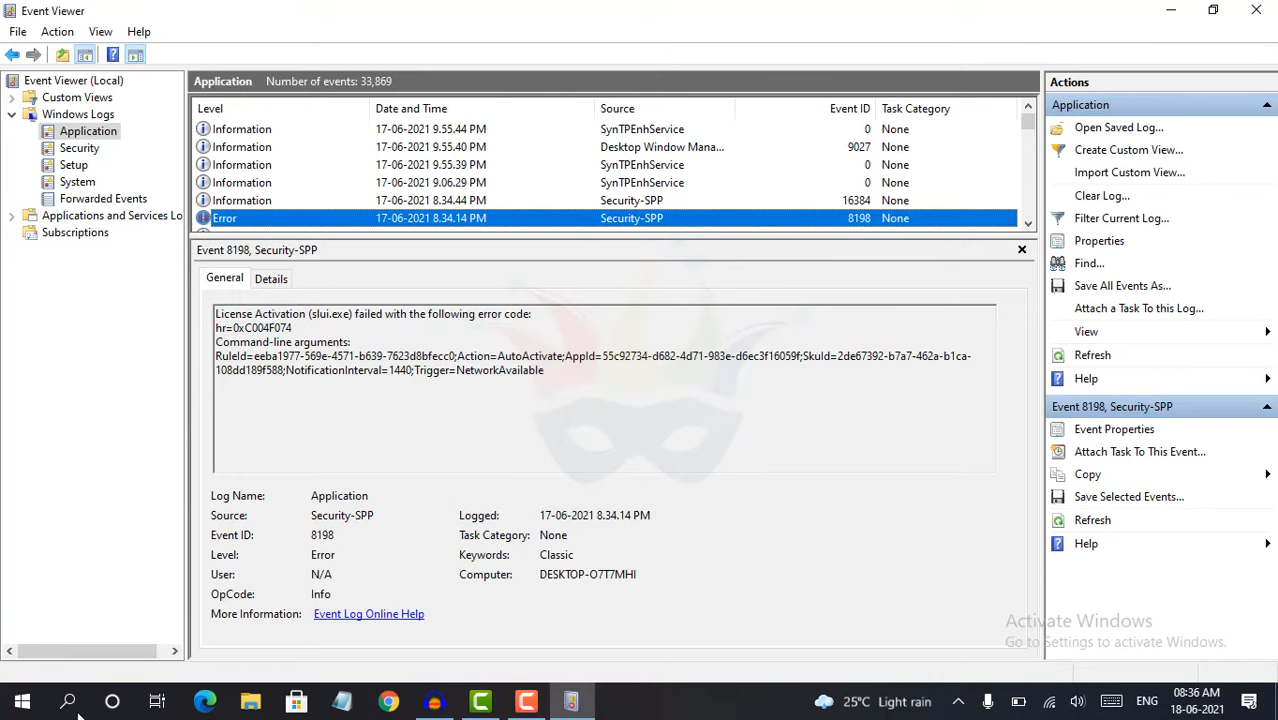 Event Viewer
File Action View Help
Event Viewer (Local)
Custom Views
Windows Logs
Application
Security
Setup
System
Forwarded Events
Applications and Services Lo
Subscriptions
Application Number of events: 33,869
Level Date and Time Source Event ID Task Category
Information 17-06-2021 9.55.44 PM SynTPEnhService 0 None
Information 17-06-2021 9.55.40 PM Desktop Window Mana... 9027 None
Information 17-06-2021 9.55.39 PM SynTPEnhService 0 None
Information 17-06-2021 9.06.29 PM SynTPEnhService 0 None
Information 17-06-2021 8.34.44 PM Security-SPP 16384 None
Error 17-06-2021 8.34.14 PM Security-SPP 8198 None
Event 8198, Security-SPP
General Details
License Activation (slui.exe) failed with the following error code:
hr=0xC004F074
Command-line arguments:
RuleId=eeba1977-569e-4571-b639-7623d8bfecc0;Action=AutoActivate;AppId=55c92734-d682-4d71-983e-d6ec3f16059f;SkuId=2de67392-b7a7-462a-b1ca-
108dd189f588;NotificationInterval=1440;Trigger=NetworkAvailable
Log Name: Application
Source: Security-SPP Logged: 17-06-2021 8.34.14 PM
Event ID: 8198 Task Category: None
Level: Error Keywords: Classic
User: N/A Computer: DESKTOP-O7T7MHI
OpCode: Info
More Information: Event Log Online Help
Actions
Application
Open Saved Log...
Create Custom View...
Import Custom View...
Clear Log...
Filter Current Log...
Properties
Find...
Save All Events As...
Attach a Task To this Log...
View
Refresh
Help
Event 8198, Security-SPP
Event Properties
Attach Task To This Event...
Copy
Save Selected Events...
Refresh
Help
Activate Windows
Go to Settings to activate Windows.
25°C Light rain
ENG
08:36 AM
18-06-2021